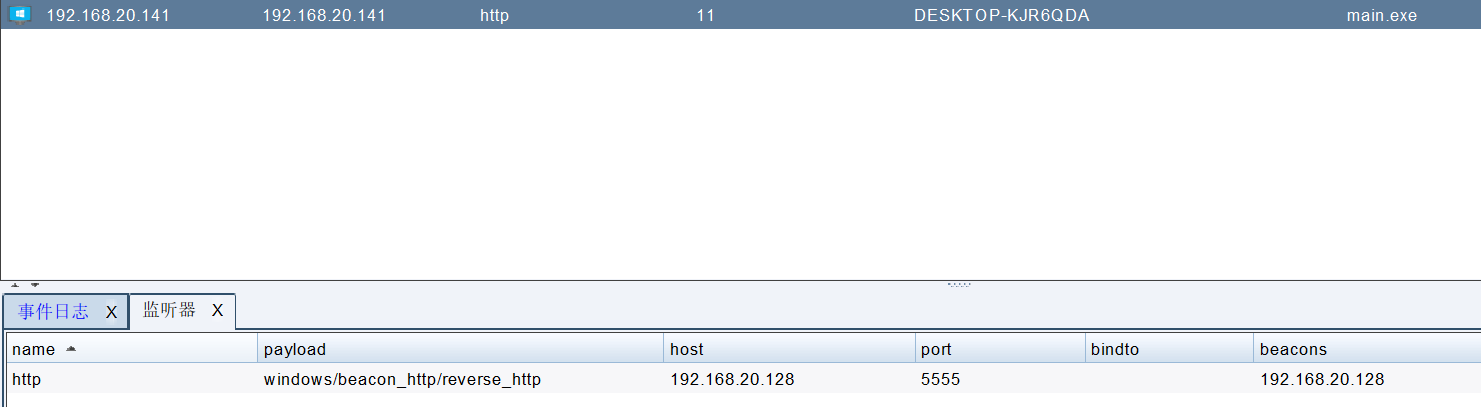 192.168.20.141 192.168.20.141 http 11 DESKTOP-KJR6QDA main.exe
事件日志 X 监听器 X
name payload host port bindto beacons
http windows/beacon_http/reverse_http 192.168.20.128 5555 192.168.20.128